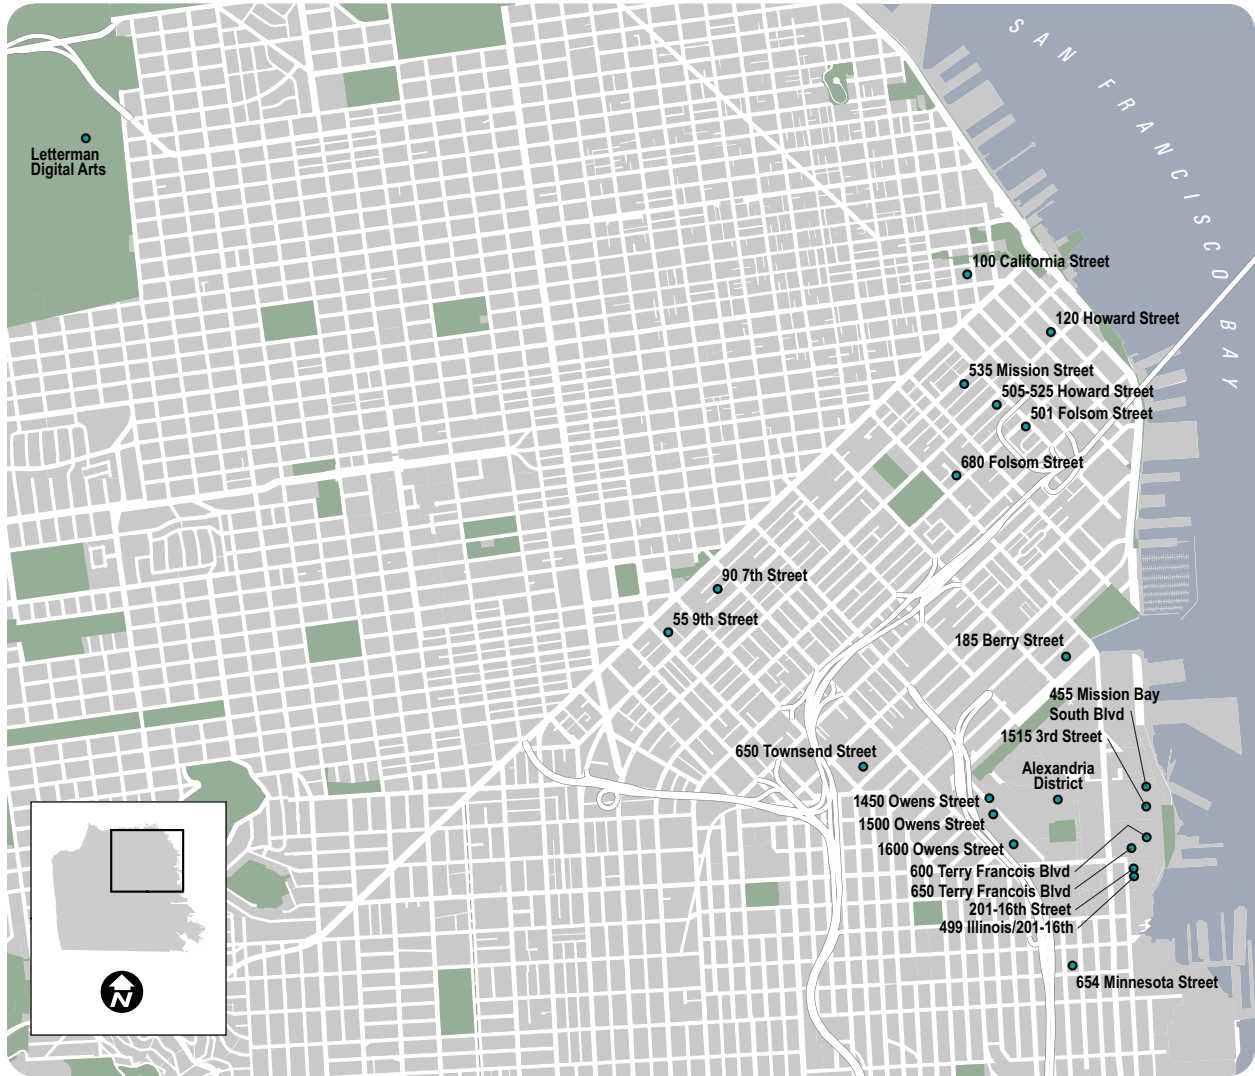 SAN FRANCISCO BAY
Letterman
Digital Arts
100 California Street
120 Howard Street
535 Mission Street
505-525 Howard Street
501 Folsom Street
680 Folsom Street
90 7th Street
55 9th Street
185 Berry Street
455 Mission Bay
South Blvd
1515 3rd Street
650 Townsend Street
Alexandria
District
1450 Owens Street
1500 Owens Street
1600 Owens Street
600 Terry Francois Blvd
650 Terry Francois Blvd
201-16th Street
499 Illinois/201-16th
654 Minnesota Street
N